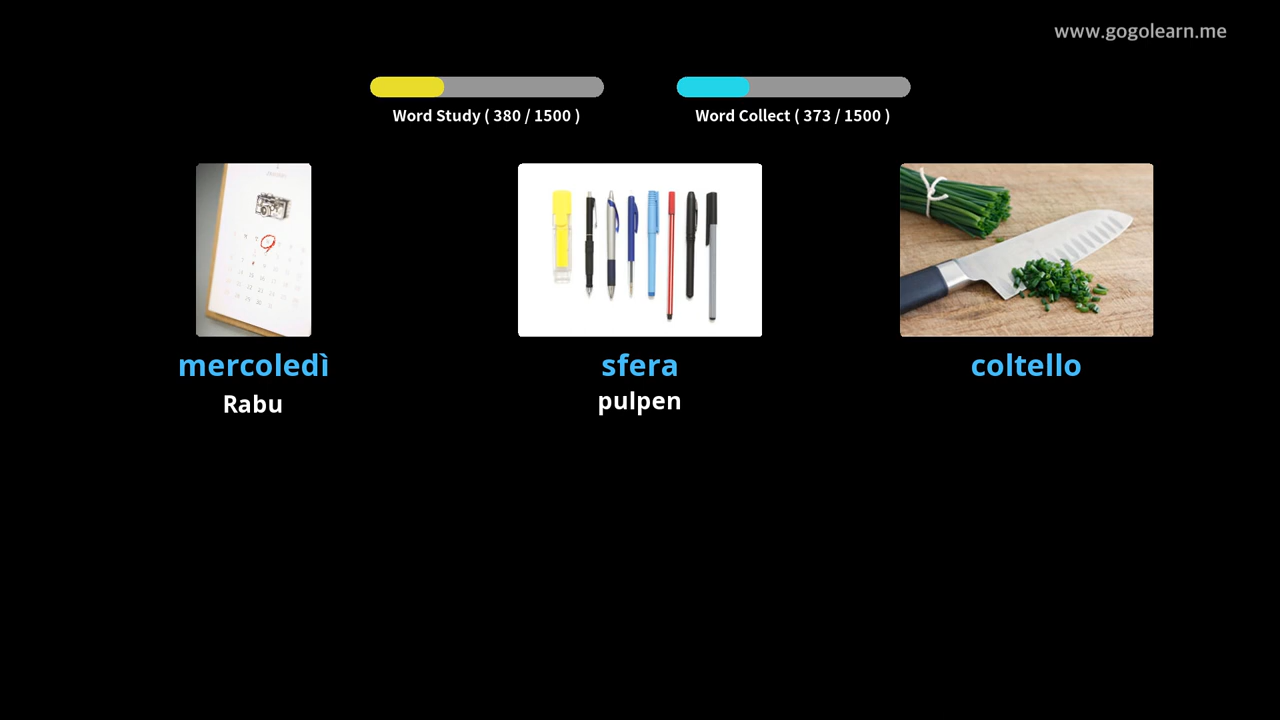 www.gogolearn.me
Word Study ( 380 / 1500 )
Word Collect ( 373 / 1500 )
mercoledì
sfera
coltello
Rabu
pulpen